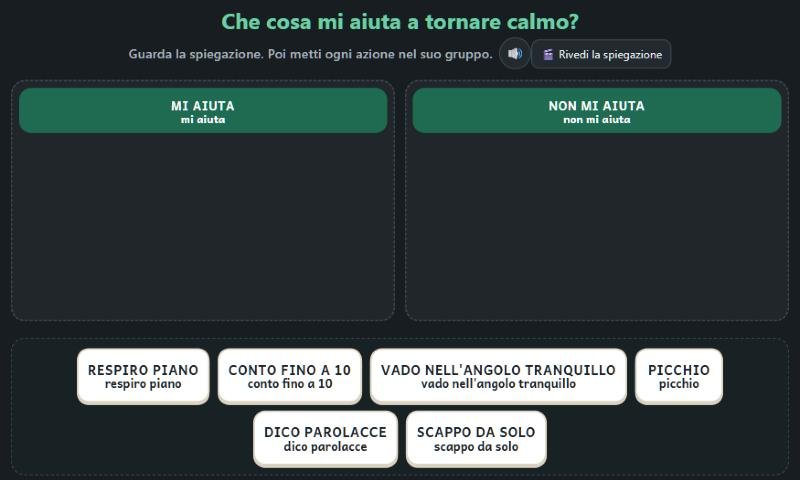 Che cosa mi aiuta a tornare calmo?
Guarda la spiegazione. Poi metti ogni azione nel suo gruppo.
Rivedi la spiegazione
MI AIUTA
mi aiuta
NON MI AIUTA
non mi aiuta
RESPIRO PIANO
respiro piano
CONTO FINO A 10
conto fino a 10
VADO NELL'ANGOLO TRANQUILLO
vado nell'angolo tranquillo
PICCHIO
picchio
DICO PAROLACCE
dico parolacce
SCAPPO DA SOLO
scappo da solo